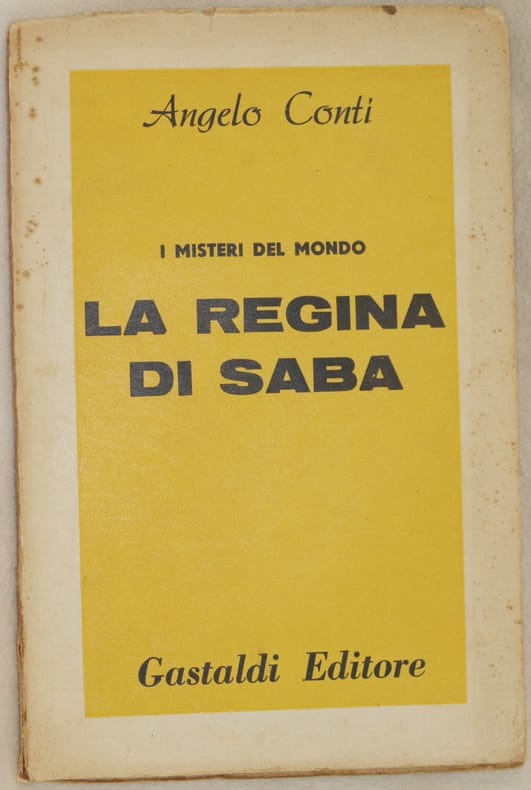 Angelo Conti
I MISTERI DEL MONDO
LA REGINA
DI SABA
Gastaldi Editore